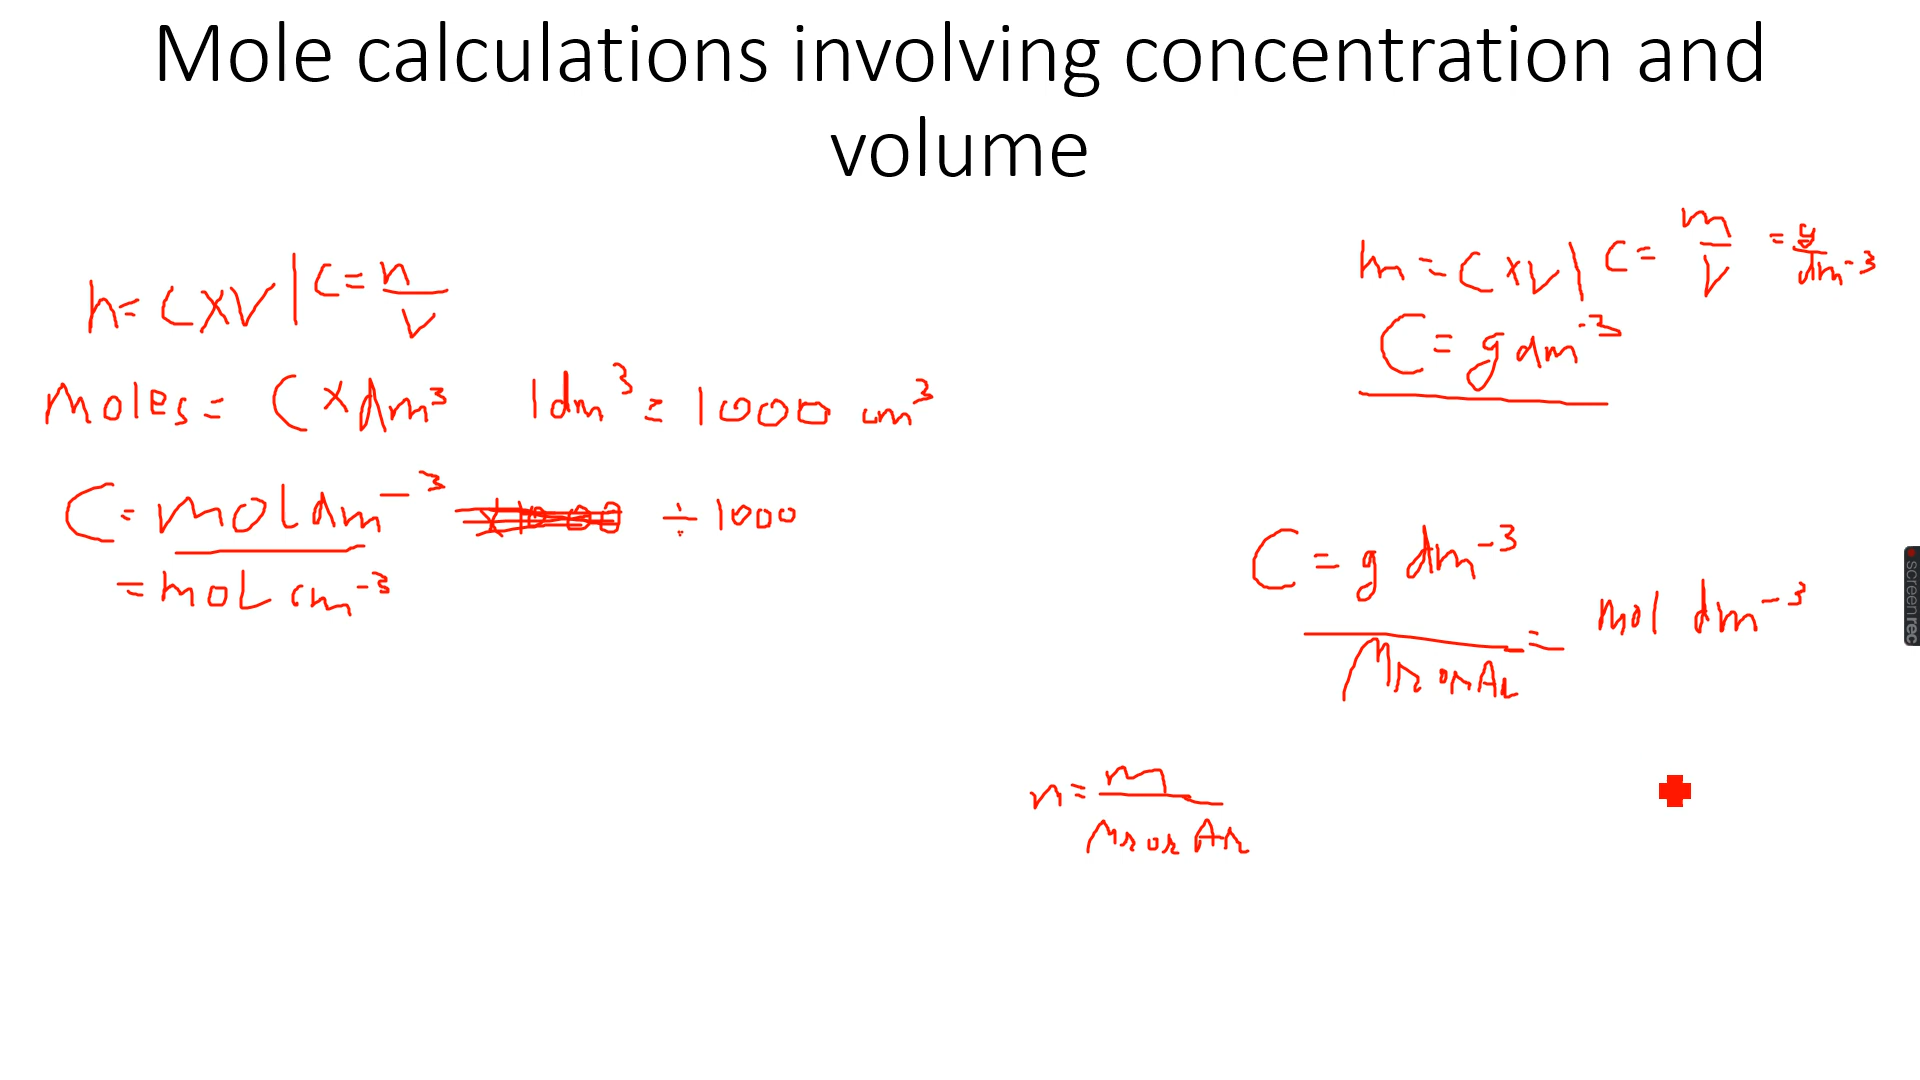 Mole calculations involving concentration and
volume
n = C x V | C = n/V
moles = C x dm³ 1dm³ = 1000 cm³
C = mol dm⁻³ ÷ 1000
= mol cm⁻³
m = C x V | C = m/V = g/dm⁻³
C = g dm⁻³
C = g dm⁻³ / Mr or Ar = mol dm⁻³
n = m / Mr or Ar
screenrec